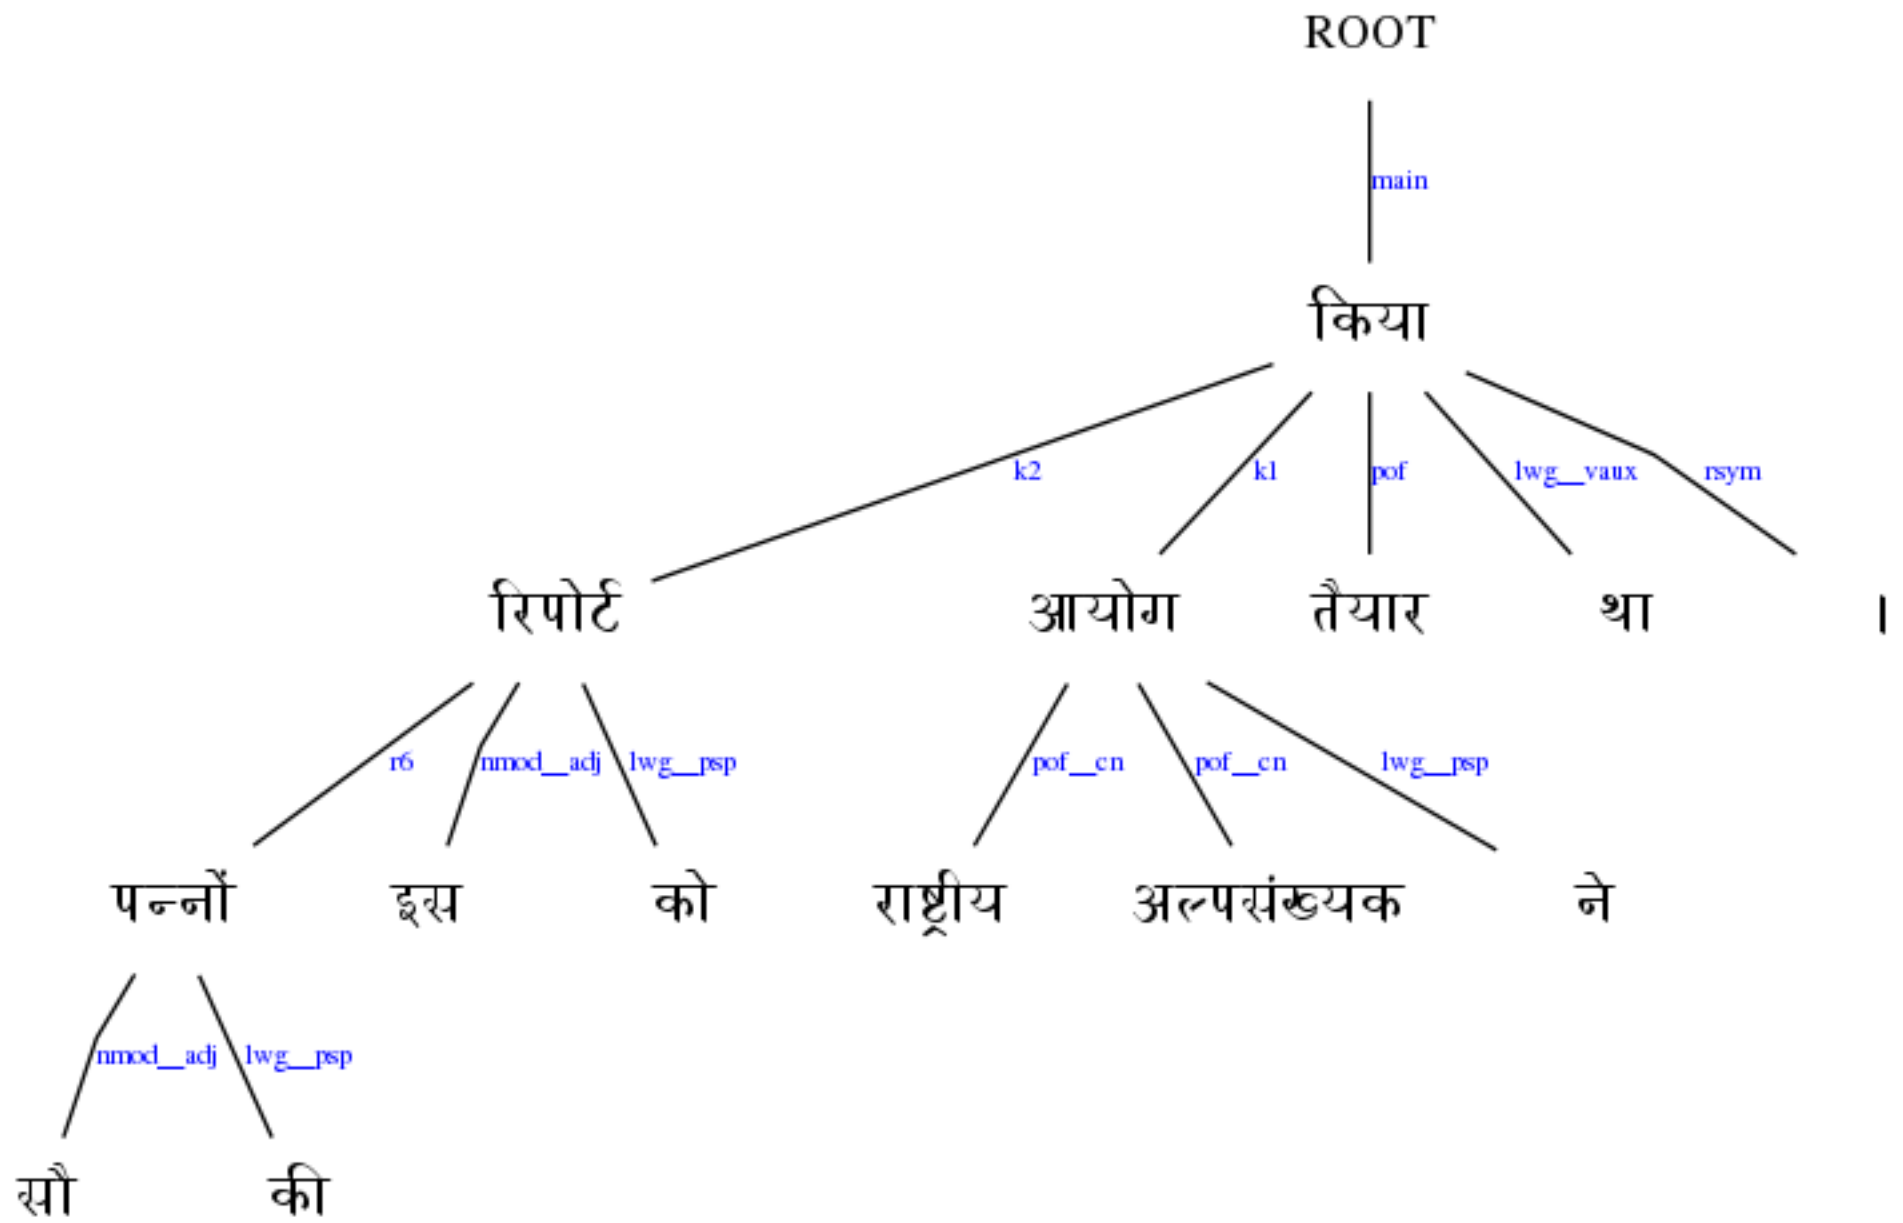 ROOT
main
किया
k2 k1 pof lwg__vaux rsym
रिपोर्ट आयोग तैयार था ।
r6 nmod__adj lwg__psp pof__cn pof__cn lwg__psp
पन्नों इस को राष्ट्रीय अल्पसंख्यक ने
nmod__adj lwg__psp
सौ की